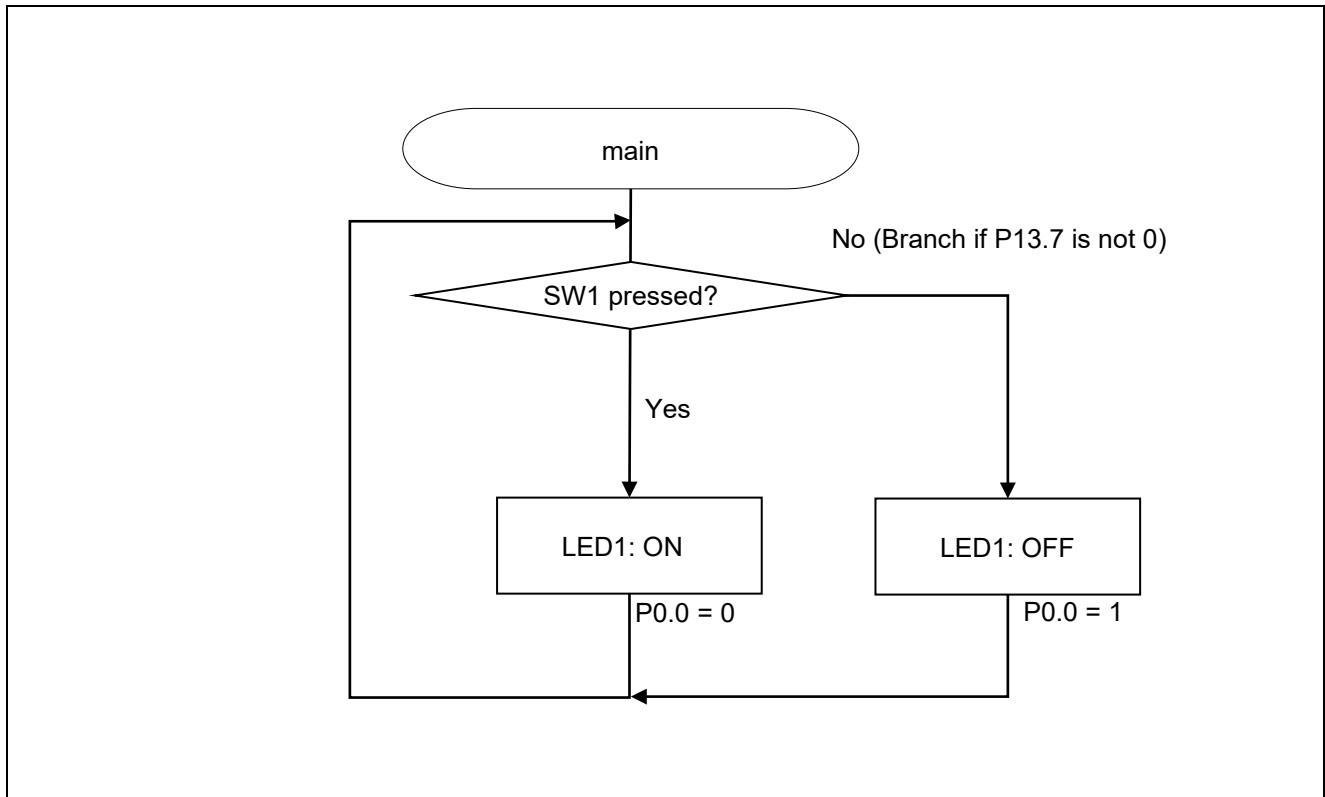 main
No (Branch if P13.7 is not 0)
SW1 pressed?
Yes
LED1: ON
LED1: OFF
P0.0 = 0
P0.0 = 1